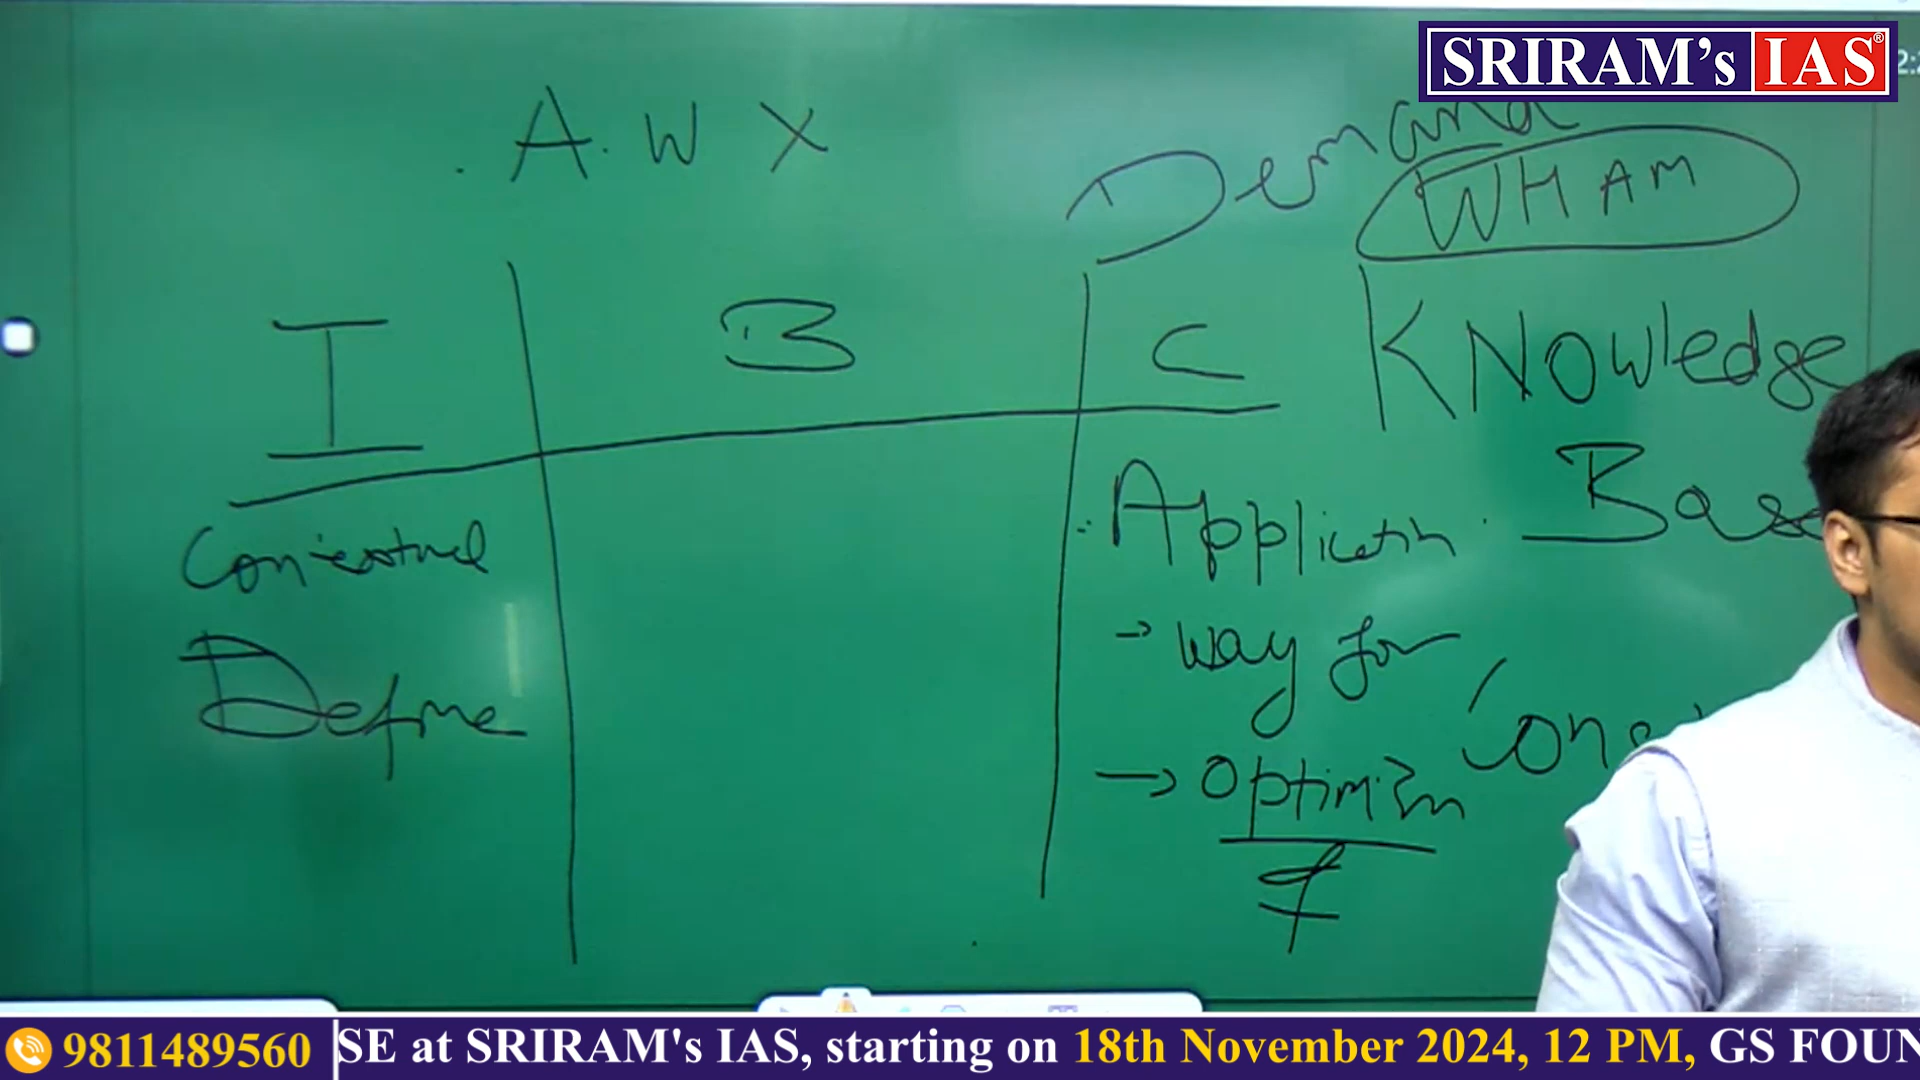 SRIRAM's IAS
A.W X
Demand
WHAM
I B C
KNowledge
Base
Contextual
Define
Application
→ way for
→ Optimism
9811489560
SE at SRIRAM's IAS, starting on 18th November 2024, 12 PM, GS FOUN